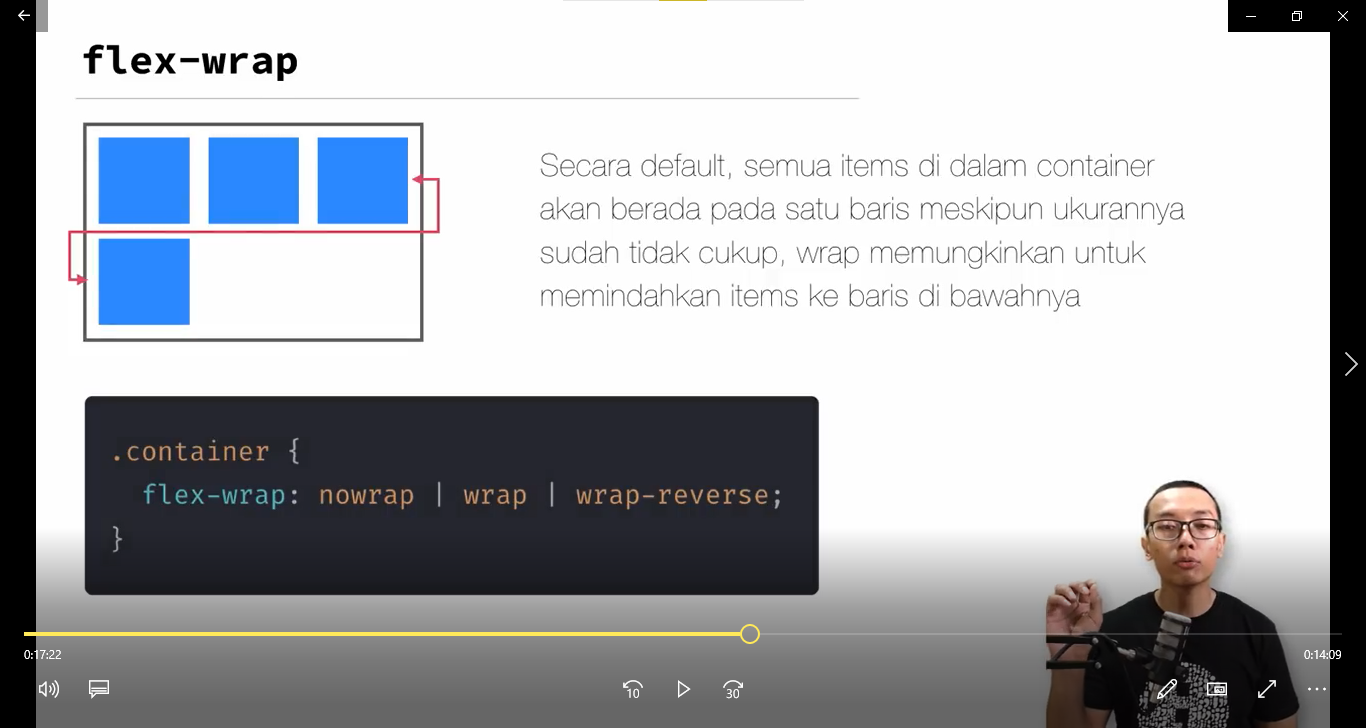 flex-wrap
Secara default, semua items di dalam container
akan berada pada satu baris meskipun ukurannya
sudah tidak cukup, wrap memungkinkan untuk
memindahkan items ke baris di bawahnya
.container {
flex-wrap: nowrap | wrap | wrap-reverse;
}
0:17:22
0:14:09
10
30